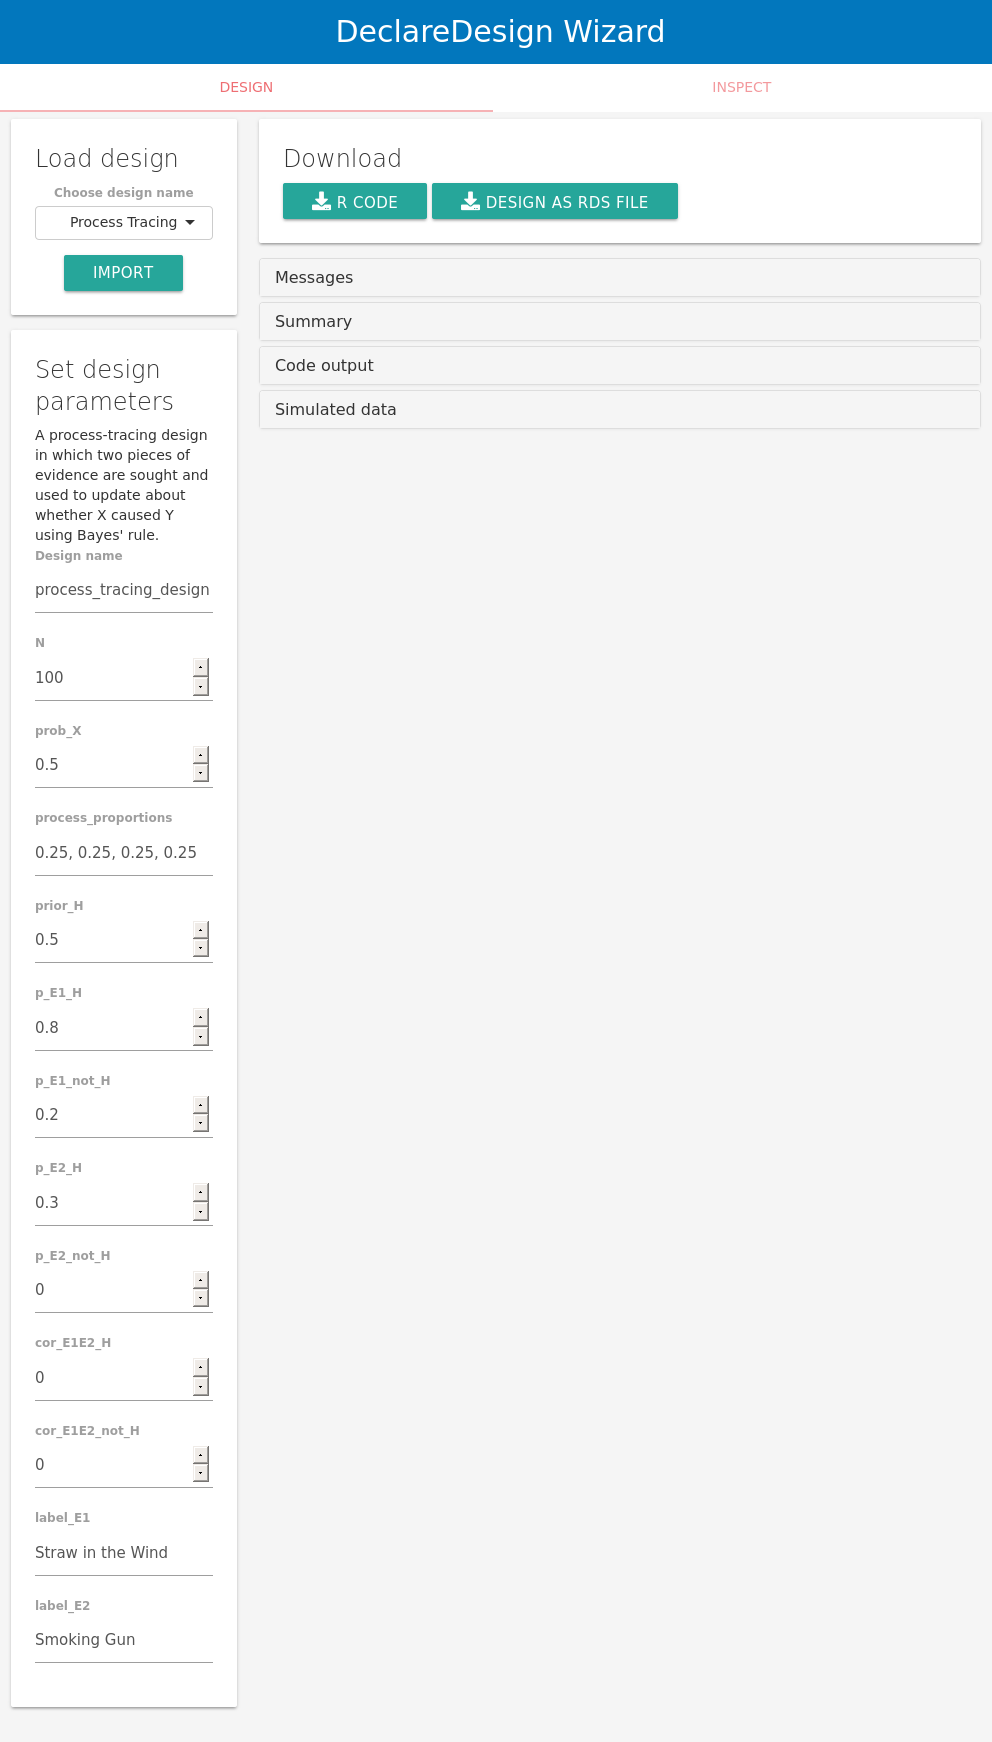 DeclareDesign Wizard
DESIGN
INSPECT
Load design
Choose design name
Process Tracing
IMPORT
Set design
parameters
A process-tracing design
in which two pieces of
evidence are sought and
used to update about
whether X caused Y
using Bayes' rule.
Design name
process_tracing_design
N
100
prob_X
0.5
process_proportions
0.25, 0.25, 0.25, 0.25
prior_H
0.5
p_E1_H
0.8
p_E1_not_H
0.2
p_E2_H
0.3
p_E2_not_H
0
cor_E1E2_H
0
cor_E1E2_not_H
0
label_E1
Straw in the Wind
label_E2
Smoking Gun
Download
R CODE
DESIGN AS RDS FILE
Messages
Summary
Code output
Simulated data